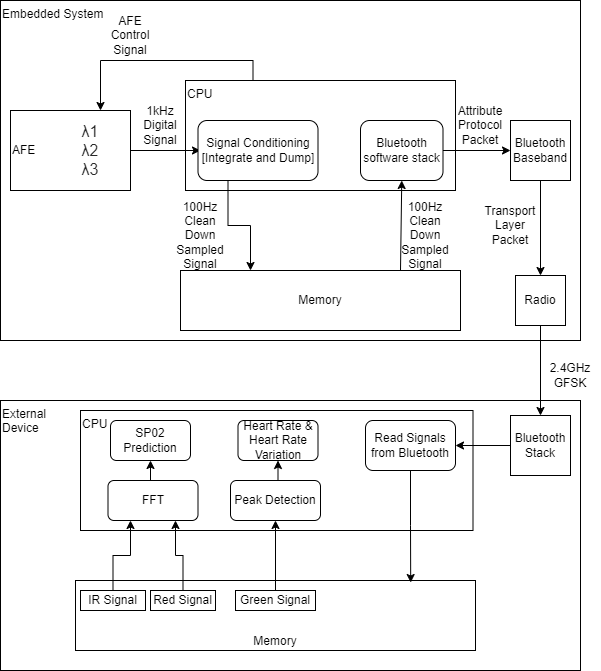 Embedded System
AFE
Control
Signal
CPU
1kHz
Digital
Signal
Attribute
Protocol
Packet
AFE
λ1
λ2
λ3
Signal Conditioning
[Integrate and Dump]
Bluetooth
software stack
Bluetooth
Baseband
100Hz
Clean
Down
Sampled
Signal
100Hz
Clean
Down
Sampled
Signal
Transport
Layer
Packet
Memory
Radio
2.4GHz
GFSK
External
Device
CPU
SP02
Prediction
Heart Rate &
Heart Rate
Variation
Read Signals
from Bluetooth
Bluetooth
Stack
FFT
Peak Detection
IR Signal
Red Signal
Green Signal
Memory